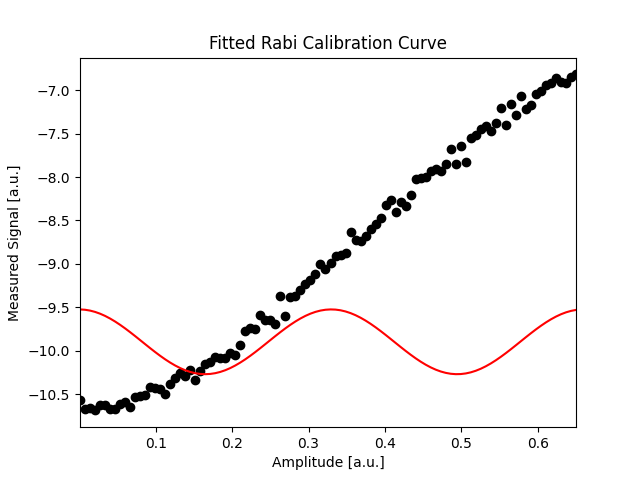 Fitted Rabi Calibration Curve
Measured Signal [a.u.]
−7.0
−7.5
−8.0
−8.5
−9.0
−9.5
−10.0
−10.5
0.1 0.2 0.3 0.4 0.5 0.6
Amplitude [a.u.]